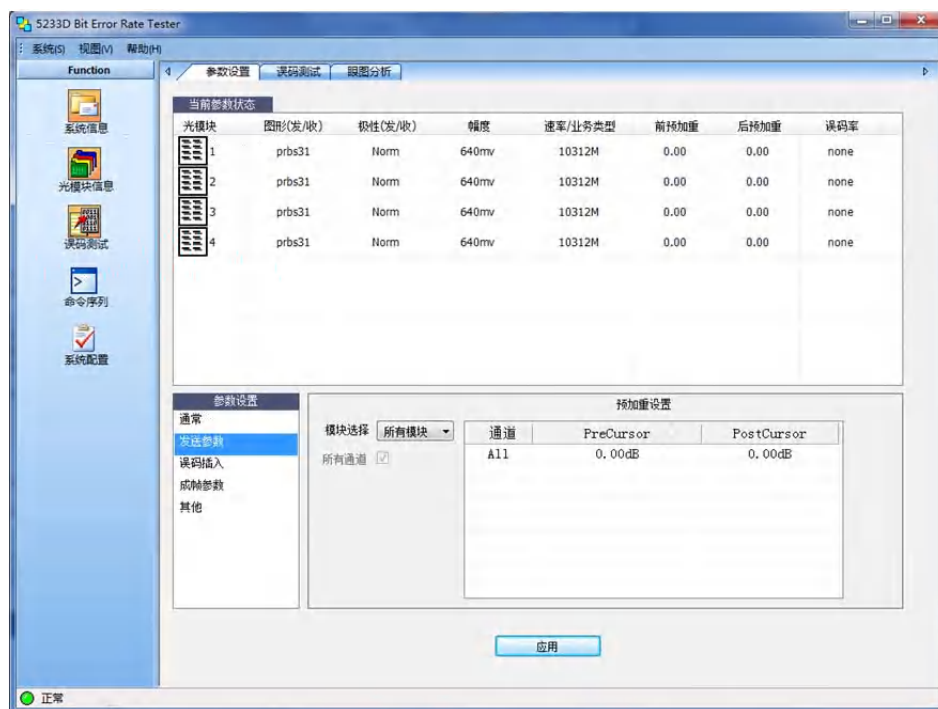 5233D Bit Error Rate Tester
系统(S) 视图(V) 帮助(H)
Function
参数设置 误码测试 眼图分析
系统信息
光模块信息
误码测试
命令序列
系统配置
当前参数状态
光模块 图形(发/收) 极性(发/收) 幅度 速率/业务类型 前预加重 后预加重 误码率
1 prbs31 Norm 640mv 10312M 0.00 0.00 none
2 prbs31 Norm 640mv 10312M 0.00 0.00 none
3 prbs31 Norm 640mv 10312M 0.00 0.00 none
4 prbs31 Norm 640mv 10312M 0.00 0.00 none
参数设置
通常
发送参数
误码插入
成帧参数
其他
预加重设置
模块选择 所有模块
所有通道
通道 PreCursor PostCursor
All 0.00dB 0.00dB
应用
正常